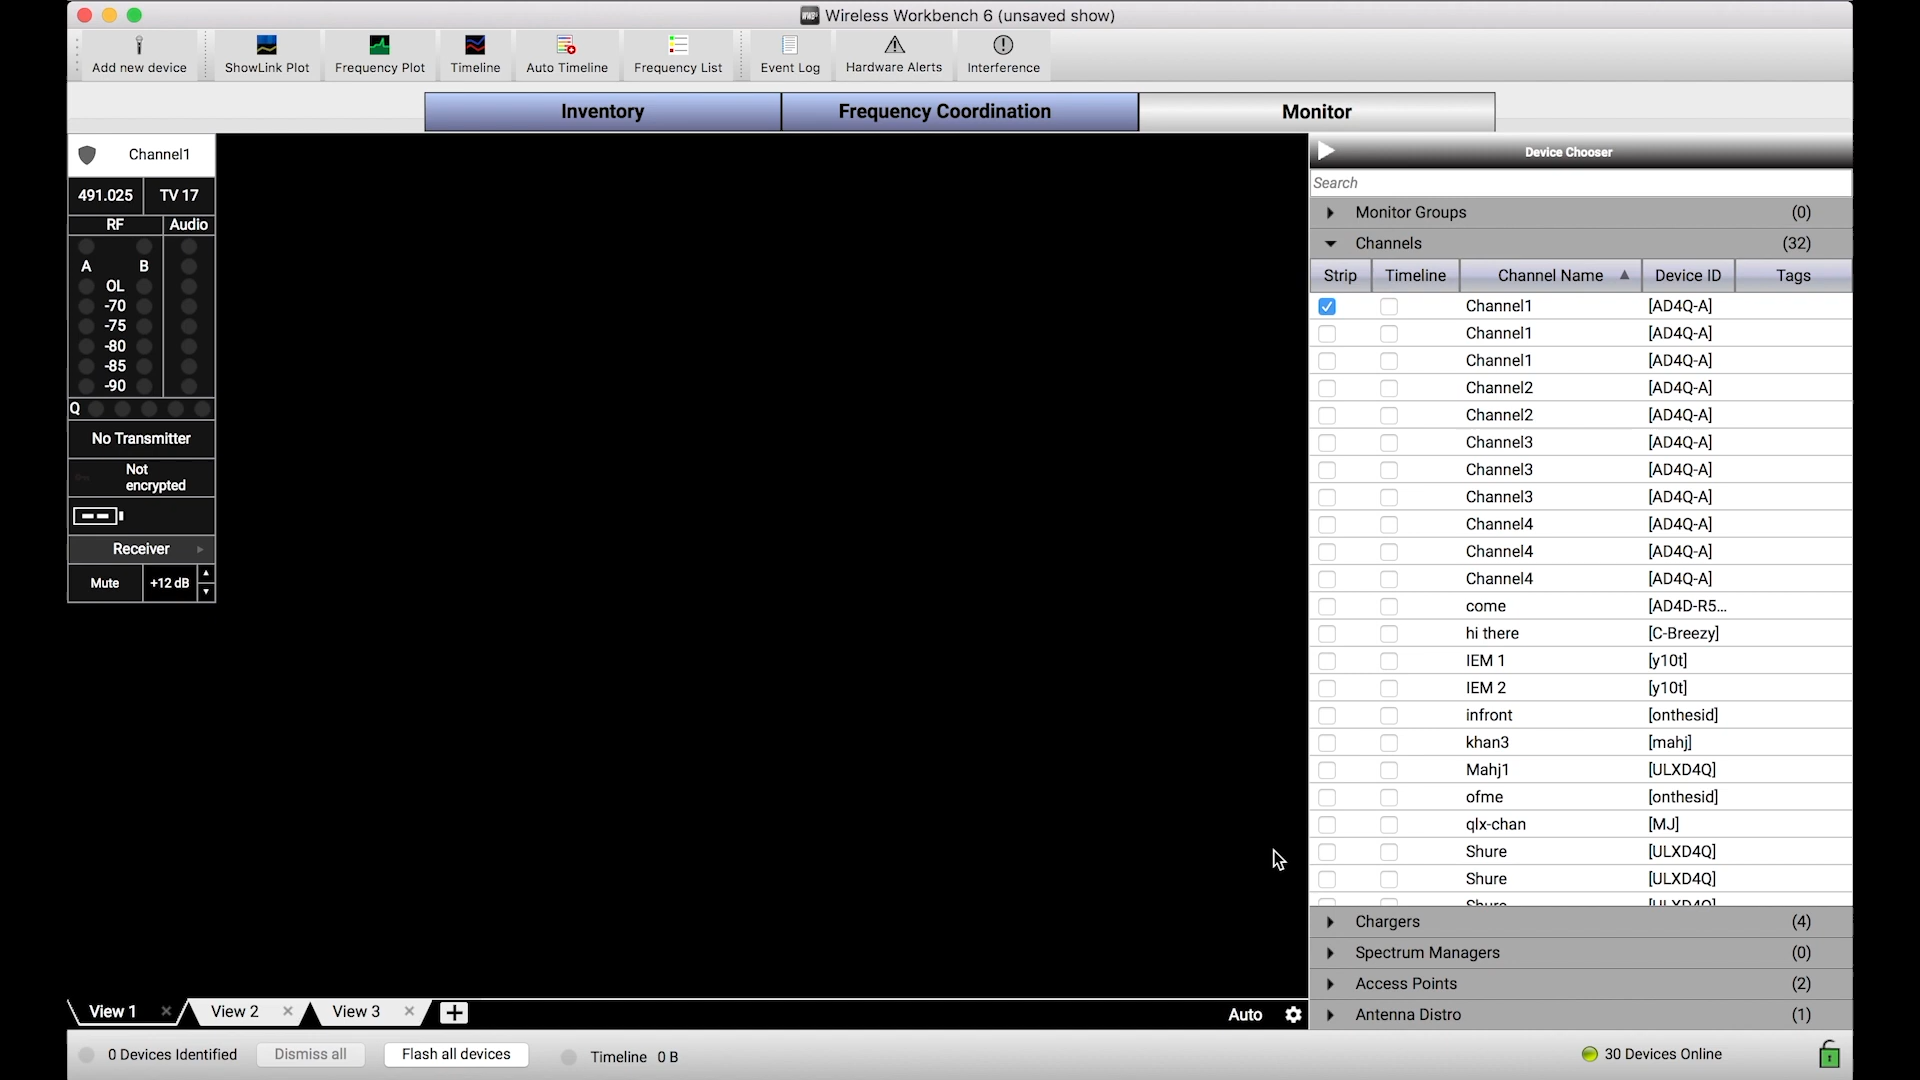 Wireless Workbench 6 (unsaved show)
Add new device
ShowLink Plot
Frequency Plot
Timeline
Auto Timeline
Frequency List
Event Log
Hardware Alerts
Interference
Inventory
Frequency Coordination
Monitor
Channel1
491.025
TV 17
RF
Audio
A
B
OL
-70
-75
-80
-85
-90
Q
No Transmitter
Not
encrypted
Receiver
Mute
+12 dB
Device Chooser
Search
Monitor Groups (0)
Channels (32)
Strip Timeline Channel Name Device ID Tags
Channel1 [AD4Q-A]
Channel1 [AD4Q-A]
Channel1 [AD4Q-A]
Channel2 [AD4Q-A]
Channel2 [AD4Q-A]
Channel3 [AD4Q-A]
Channel3 [AD4Q-A]
Channel3 [AD4Q-A]
Channel4 [AD4Q-A]
Channel4 [AD4Q-A]
Channel4 [AD4Q-A]
come [AD4D-R5...
hi there [C-Breezy]
IEM 1 [y10t]
IEM 2 [y10t]
infront [onthesid]
khan3 [mahj]
Mahj1 [ULXD4Q]
ofme [onthesid]
qlx-chan [MJ]
Shure [ULXD4Q]
Shure [ULXD4Q]
Shure [ULXD4Q]
Chargers (4)
Spectrum Managers (0)
Access Points (2)
Antenna Distro (1)
View 1
View 2
View 3
Auto
0 Devices Identified
Dismiss all
Flash all devices
Timeline 0 B
30 Devices Online